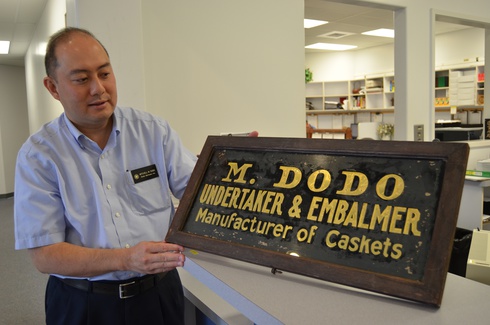 M. DODO
UNDERTAKER & EMBALMER
Manufacturer of Caskets